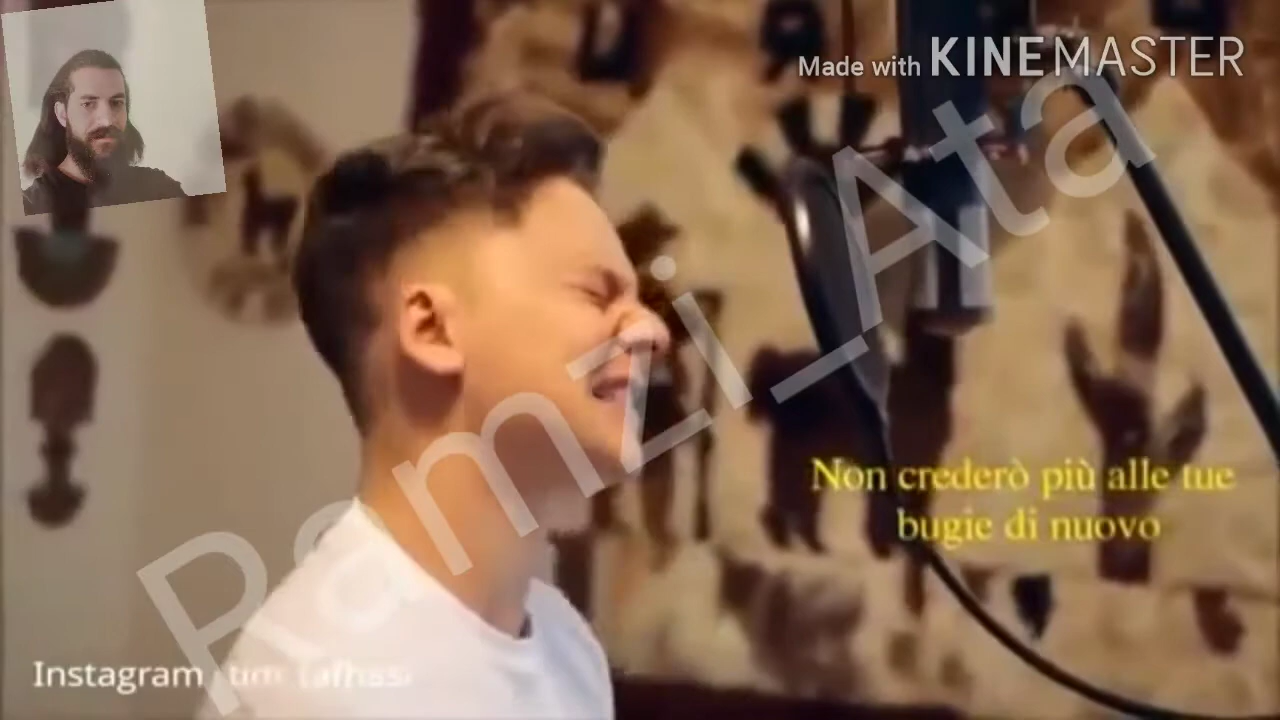 Made with KINEMASTER
Ramzi_Ata
Non crederò più alle tue
bugie di nuovo
Instagram